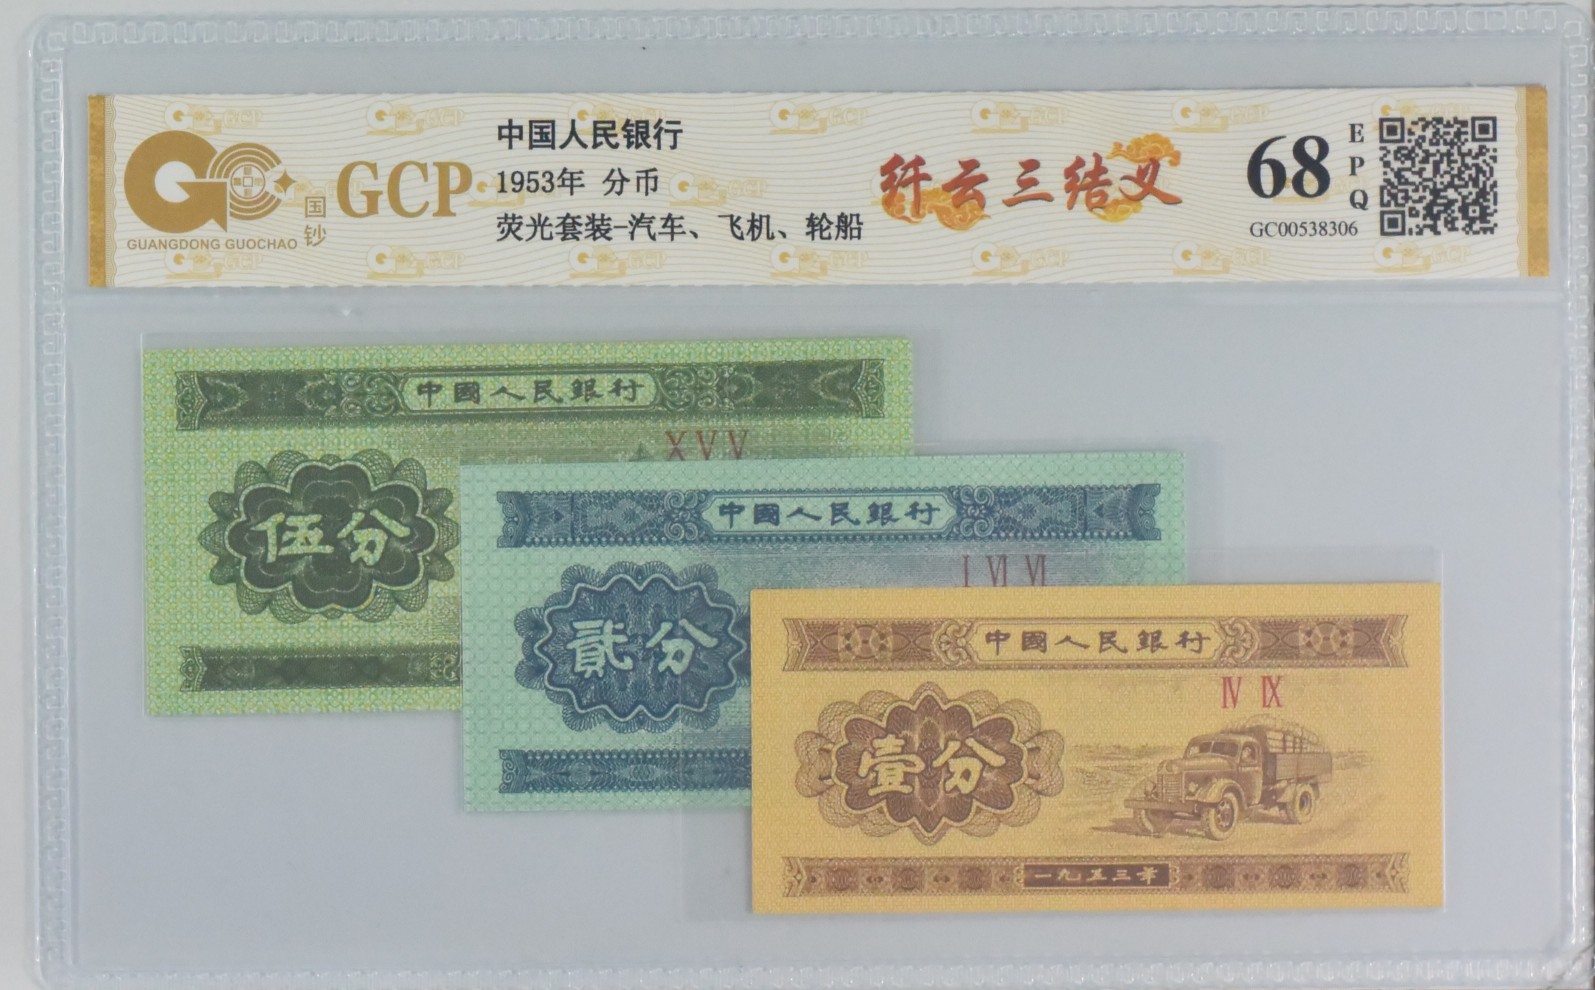 GUANGDONG GUOCHAO
国钞
GCP
中国人民银行
1953年 分币
荧光套装-汽车、飞机、轮船
纤云三结义
68
EPQ
GC00538306
中國人民銀行
XVV
伍分
中國人民銀行
I VI VI
貳分
中國人民銀行
IV IX
壹分
一九五三年